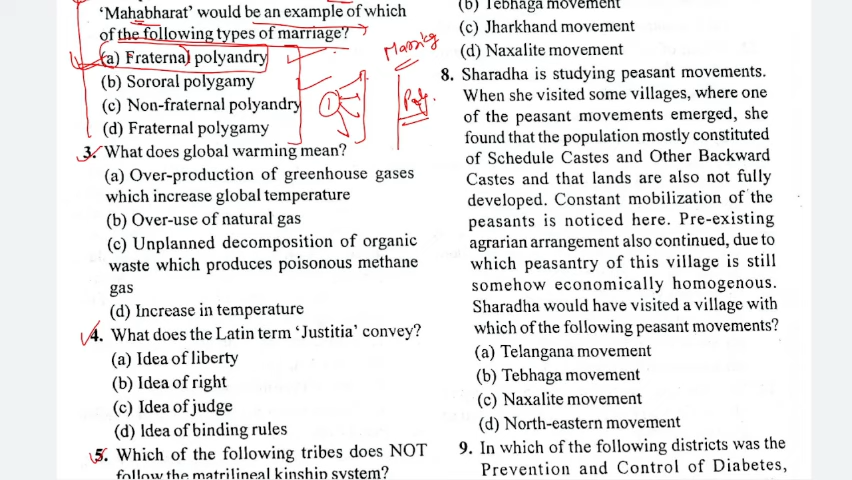 ‘Mahabharat’ would be an example of which
of the following types of marriage?
(a) Fraternal polyandry
(b) Sororal polygamy
(c) Non-fraternal polyandry
(d) Fraternal polygamy
3. What does global warming mean?
(a) Over-production of greenhouse gases
which increase global temperature
(b) Over-use of natural gas
(c) Unplanned decomposition of organic
waste which produces poisonous methane
gas
(d) Increase in temperature
4. What does the Latin term ‘Justitia’ convey?
(a) Idea of liberty
(b) Idea of right
(c) Idea of judge
(d) Idea of binding rules
5. Which of the following tribes does NOT
follow the matrilineal kinship system?
1
(b) Tebhaga movement
(c) Jharkhand movement
(d) Naxalite movement
8. Sharadha is studying peasant movements.
When she visited some villages, where one
of the peasant movements emerged, she
found that the population mostly constituted
of Schedule Castes and Other Backward
Castes and that lands are also not fully
developed. Constant mobilization of the
peasants is noticed here. Pre-existing
agrarian arrangement also continued, due to
which peasantry of this village is still
somehow economically homogenous.
Sharadha would have visited a village with
which of the following peasant movements?
(a) Telangana movement
(b) Tebhaga movement
(c) Naxalite movement
(d) North-eastern movement
9. In which of the following districts was the
Prevention and Control of Diabetes,